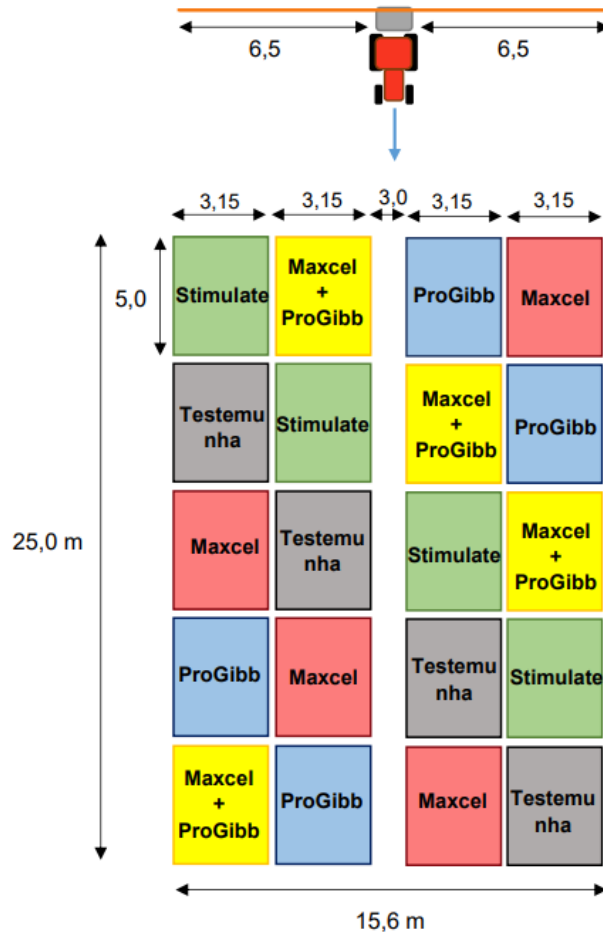 6,5
6,5
3,15
3,15
3,0
3,15
3,15
5,0
Stimulate
Maxcel
+
ProGibb
ProGibb
Maxcel
Testemu
nha
Stimulate
Maxcel
+
ProGibb
ProGibb
25,0 m
Maxcel
Testemu
nha
Stimulate
Maxcel
+
ProGibb
ProGibb
Maxcel
Testemu
nha
Stimulate
Maxcel
+
ProGibb
ProGibb
Maxcel
Testemu
nha
15,6 m